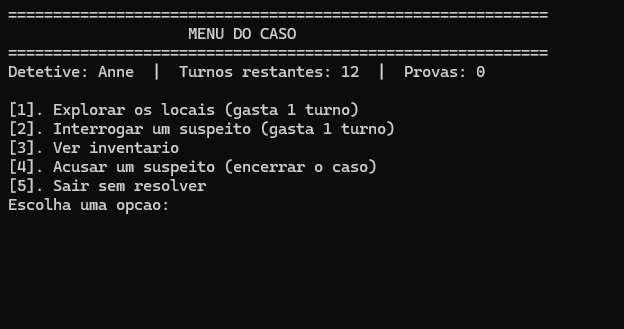 ============================================================
MENU DO CASO
============================================================
Detetive: Anne | Turnos restantes: 12 | Provas: 0
[1]. Explorar os locais (gasta 1 turno)
[2]. Interrogar um suspeito (gasta 1 turno)
[3]. Ver inventario
[4]. Acusar um suspeito (encerrar o caso)
[5]. Sair sem resolver
Escolha uma opcao: